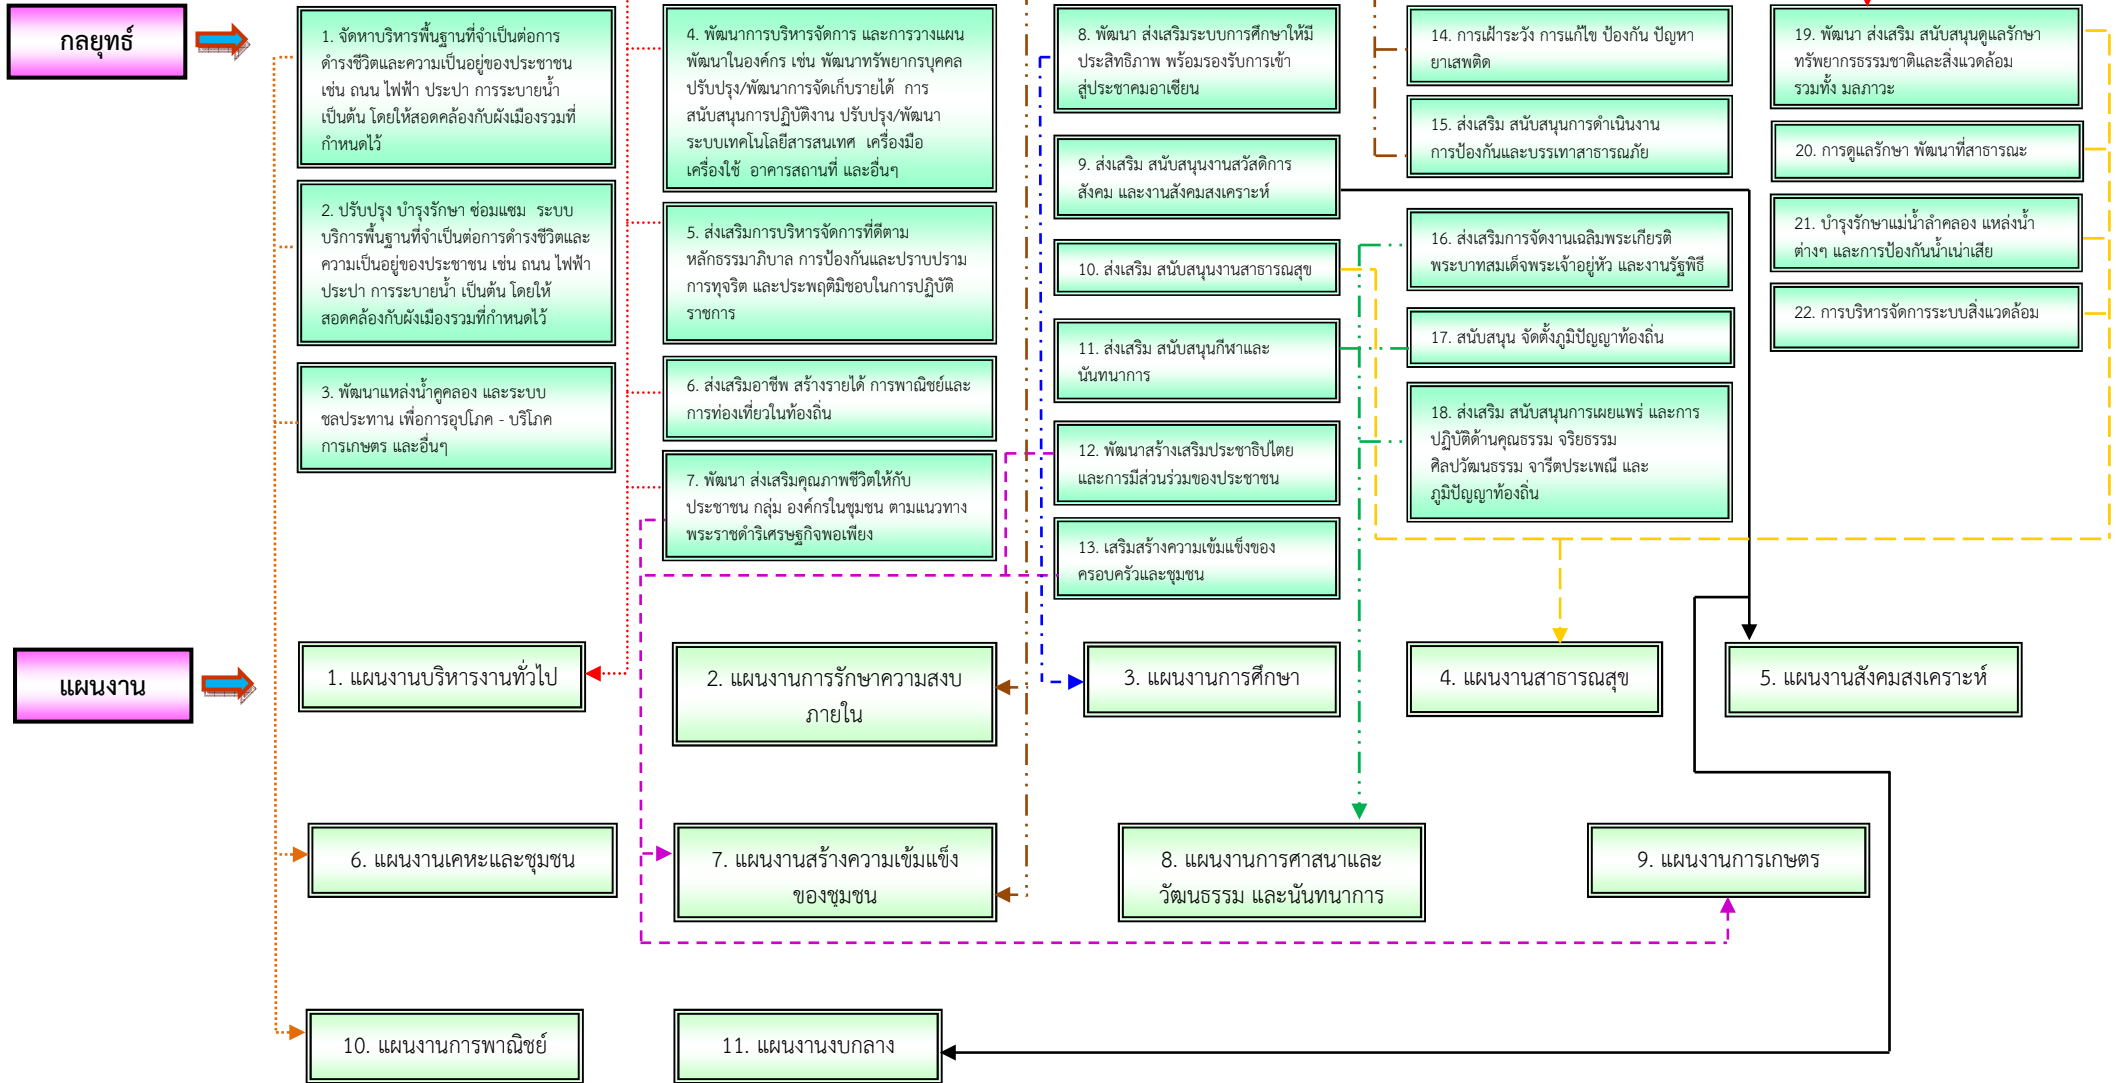 กลยุทธ์
1. จัดหาบริหารพื้นฐานที่จำเป็นต่อการ
ดำรงชีวิตและความเป็นอยู่ของประชาชน
เช่น ถนน ไฟฟ้า ประปา การระบายน้ำ
เป็นต้น โดยให้สอดคล้องกับผังเมืองรวมที่
กำหนดไว้
2. ปรับปรุง บำรุงรักษา ซ่อมแซม ระบบ
บริการพื้นฐานที่จำเป็นต่อการดำรงชีวิตและ
ความเป็นอยู่ของประชาชน เช่น ถนน ไฟฟ้า
ประปา การระบายน้ำ เป็นต้น โดยให้
สอดคล้องกับผังเมืองรวมที่กำหนดไว้
3. พัฒนาแหล่งน้ำคูคลอง และระบบ
ชลประทาน เพื่อการอุปโภค - บริโภค
การเกษตร และอื่นๆ
4. พัฒนาการบริหารจัดการ และการวางแผน
พัฒนาในองค์กร เช่น พัฒนาทรัพยากรบุคคล
ปรับปรุง/พัฒนาการจัดเก็บรายได้ การ
สนับสนุนการปฏิบัติงาน ปรับปรุง/พัฒนา
ระบบเทคโนโลยีสารสนเทศ เครื่องมือ
เครื่องใช้ อาคารสถานที่ และอื่นๆ
5. ส่งเสริมการบริหารจัดการที่ดีตาม
หลักธรรมาภิบาล การป้องกันและปราบปราม
การทุจริต และประพฤติมิชอบในการปฏิบัติ
ราชการ
6. ส่งเสริมอาชีพ สร้างรายได้ การพาณิชย์และ
การท่องเที่ยวในท้องถิ่น
7. พัฒนา ส่งเสริมคุณภาพชีวิตให้กับ
ประชาชน กลุ่ม องค์กรในชุมชน ตามแนวทาง
พระราชดำริเศรษฐกิจพอเพียง
8. พัฒนา ส่งเสริมระบบการศึกษาให้มี
ประสิทธิภาพ พร้อมรองรับการเข้า
สู่ประชาคมอาเซียน
9. ส่งเสริม สนับสนุนงานสวัสดิการ
สังคม และงานสังคมสงเคราะห์
10. ส่งเสริม สนับสนุนงานสาธารณสุข
11. ส่งเสริม สนับสนุนกีฬาและ
นันทนาการ
12. พัฒนาสร้างเสริมประชาธิปไตย
และการมีส่วนร่วมของประชาชน
13. เสริมสร้างความเข้มแข็งของ
ครอบครัวและชุมชน
14. การเฝ้าระวัง การแก้ไข ป้องกัน ปัญหา
ยาเสพติด
15. ส่งเสริม สนับสนุนการดำเนินงาน
การป้องกันและบรรเทาสาธารณภัย
16. ส่งเสริมการจัดงานเฉลิมพระเกียรติ
พระบาทสมเด็จพระเจ้าอยู่หัว และงานรัฐพิธี
17. สนับสนุน จัดตั้งภูมิปัญญาท้องถิ่น
18. ส่งเสริม สนับสนุนการเผยแพร่ และการ
ปฏิบัติด้านคุณธรรม จริยธรรม
ศิลปวัฒนธรรม จารีตประเพณี และ
ภูมิปัญญาท้องถิ่น
19. พัฒนา ส่งเสริม สนับสนุนดูแลรักษา
ทรัพยากรธรรมชาติและสิ่งแวดล้อม
รวมทั้ง มลภาวะ
20. การดูแลรักษา พัฒนาที่สาธารณะ
21. บำรุงรักษาแม่น้ำลำคลอง แหล่งน้ำ
ต่างๆ และการป้องกันน้ำเน่าเสีย
22. การบริหารจัดการระบบสิ่งแวดล้อม
แผนงาน
1. แผนงานบริหารงานทั่วไป
2. แผนงานการรักษาความสงบ
ภายใน
3. แผนงานการศึกษา
4. แผนงานสาธารณสุข
5. แผนงานสังคมสงเคราะห์
6. แผนงานเคหะและชุมชน
7. แผนงานสร้างความเข้มแข็ง
ของชุมชน
8. แผนงานการศาสนาและ
วัฒนธรรม และนันทนาการ
9. แผนงานการเกษตร
10. แผนงานการพาณิชย์
11. แผนงานงบกลาง